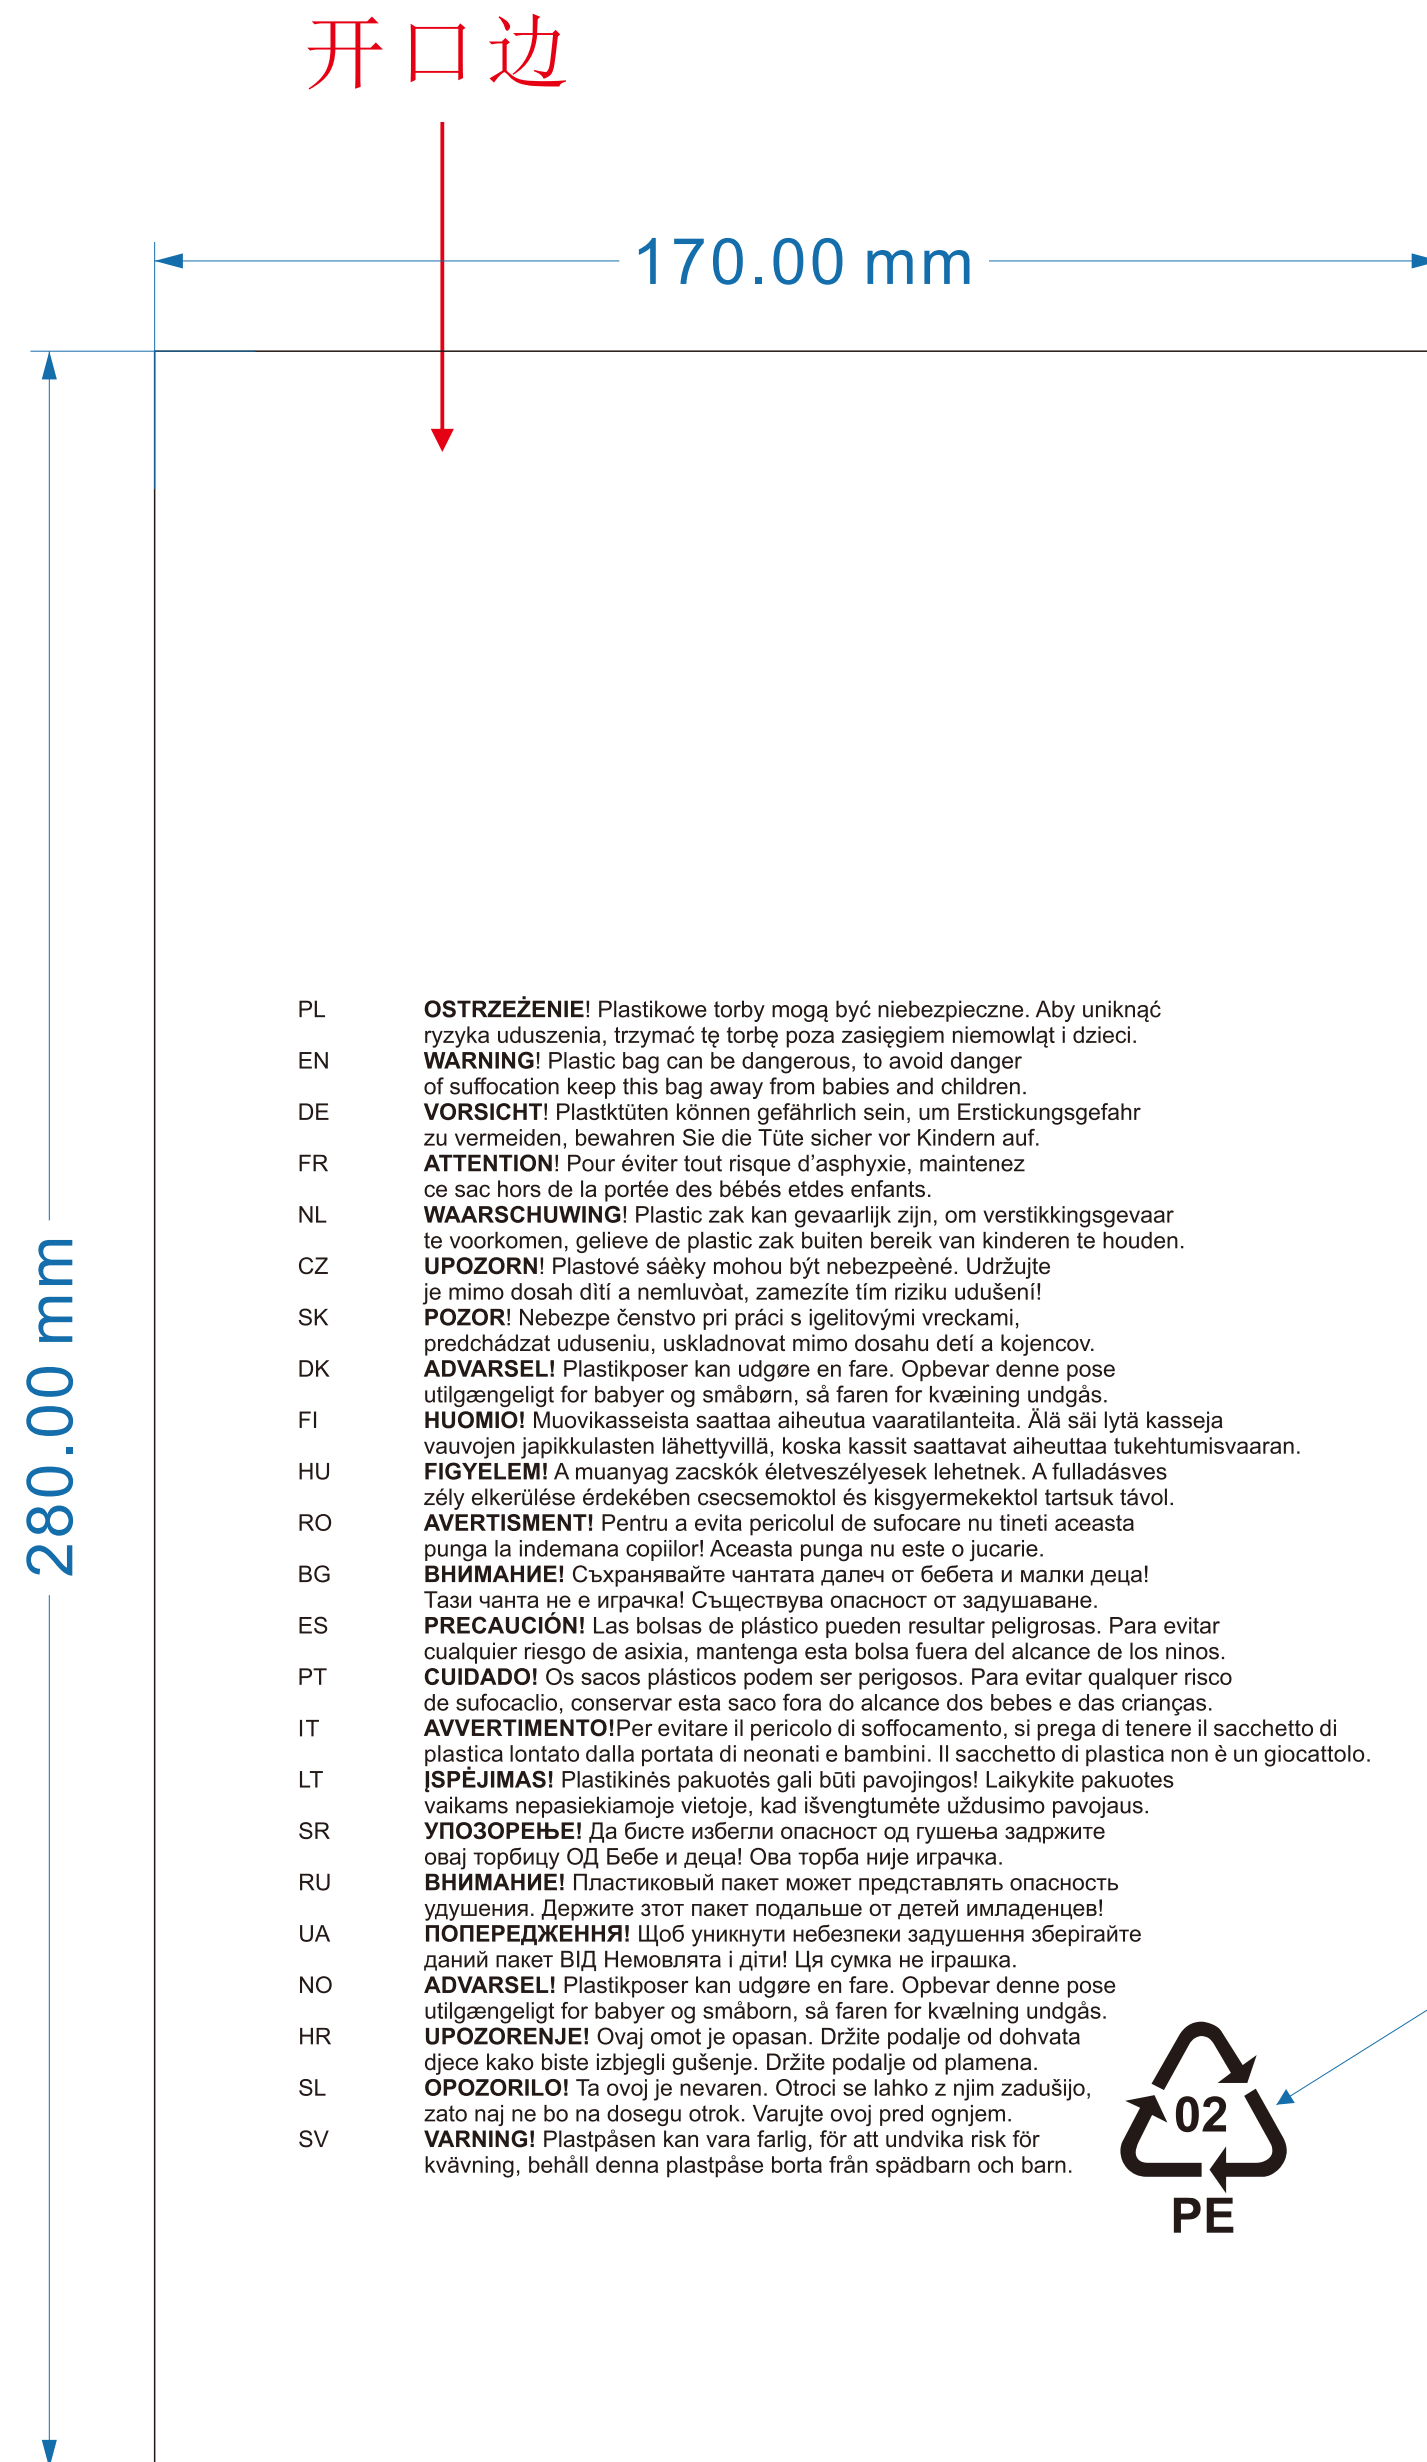 开口边
170.00 mm
280.00 mm
PL OSTRZEŻENIE! Plastikowe torby mogą być niebezpieczne. Aby uniknąć
ryzyka uduszenia, trzymać tę torbę poza zasięgiem niemowląt i dzieci.
EN WARNING! Plastic bag can be dangerous, to avoid danger
of suffocation keep this bag away from babies and children.
DE VORSICHT! Plastktüten können gefährlich sein, um Erstickungsgefahr
zu vermeiden, bewahren Sie die Tüte sicher vor Kindern auf.
FR ATTENTION! Pour éviter tout risque d’asphyxie, maintenez
ce sac hors de la portée des bébés etdes enfants.
NL WAARSCHUWING! Plastic zak kan gevaarlijk zijn, om verstikkingsgevaar
te voorkomen, gelieve de plastic zak buiten bereik van kinderen te houden.
CZ UPOZORN! Plastové sáèky mohou být nebezpeèné. Udržujte
je mimo dosah dìtí a nemluvòat, zamezíte tím riziku udušení!
SK POZOR! Nebezpe čenstvo pri práci s igelitovými vreckami,
predchádzat uduseniu, uskladnovat mimo dosahu detí a kojencov.
DK ADVARSEL! Plastikposer kan udgøre en fare. Opbevar denne pose
utilgængeligt for babyer og småbørn, så faren for kvæining undgås.
FI HUOMIO! Muovikasseista saattaa aiheutua vaaratilanteita. Älä säi lytä kasseja
vauvojen japikkulasten lähettyvillä, koska kassit saattavat aiheuttaa tukehtumisvaaran.
HU FIGYELEM! A muanyag zacskók életveszélyesek lehetnek. A fulladásves
zély elkerülése érdekében csecsemoktol és kisgyermekektol tartsuk távol.
RO AVERTISMENT! Pentru a evita pericolul de sufocare nu tineti aceasta
punga la indemana copiilor! Aceasta punga nu este o jucarie.
BG ВНИМАНИЕ! Съхранявайте чантата далеч от бебета и малки деца!
Тази чанта не е играчка! Съществува опасност от задушаване.
ES PRECAUCIÓN! Las bolsas de plástico pueden resultar peligrosas. Para evitar
cualquier riesgo de asixia, mantenga esta bolsa fuera del alcance de los ninos.
PT CUIDADO! Os sacos plásticos podem ser perigosos. Para evitar qualquer risco
de sufocaclio, conservar esta saco fora do alcance dos bebes e das crianças.
IT AVVERTIMENTO!Per evitare il pericolo di soffocamento, si prega di tenere il sacchetto di
plastica lontato dalla portata di neonati e bambini. Il sacchetto di plastica non è un giocattolo.
LT ĮSPĖJIMAS! Plastikinės pakuotės gali būti pavojingos! Laikykite pakuotes
vaikams nepasiekiamoje vietoje, kad išvengtumėte uždusimo pavojaus.
SR УПОЗОРЕЊЕ! Да бисте избегли опасност од гушења задржите
овај торбицу ОД Бебе и деца! Ова торба није играчка.
RU ВНИМАНИЕ! Пластиковый пакет может представлять опасность
удушения. Держите зтот пакет подальше от детей имладенцев!
UA ПОПЕРЕДЖЕННЯ! Щоб уникнути небезпеки задушення зберігайте
даний пакет ВІД Немовлята і діти! Ця сумка не іграшка.
NO ADVARSEL! Plastikposer kan udgøre en fare. Opbevar denne pose
utilgængeligt for babyer og småborn, så faren for kvælning undgås.
HR UPOZORENJE! Ovaj omot je opasan. Držite podalje od dohvata
djece kako biste izbjegli gušenje. Držite podalje od plamena.
SL OPOZORILO! Ta ovoj je nevaren. Otroci se lahko z njim zadušijo,
zato naj ne bo na dosegu otrok. Varujte ovoj pred ognjem.
SV VARNING! Plastpåsen kan vara farlig, för att undvika risk för
kvävning, behåll denna plastpåse borta från spädbarn och barn.
02
PE